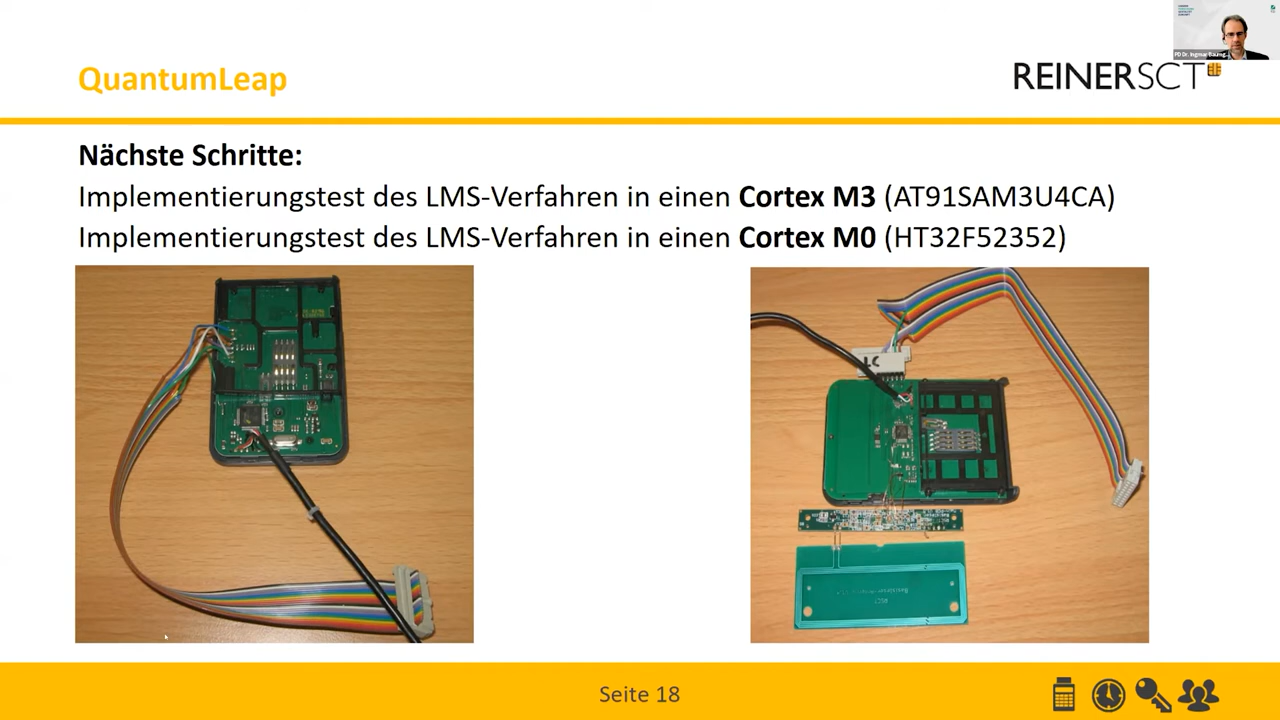 QuantumLeap
REINERSCT
Nächste Schritte:
Implementierungstest des LMS-Verfahren in einen Cortex M3 (AT91SAM3U4CA)
Implementierungstest des LMS-Verfahren in einen Cortex M0 (HT32F52352)
LC
Seite 18